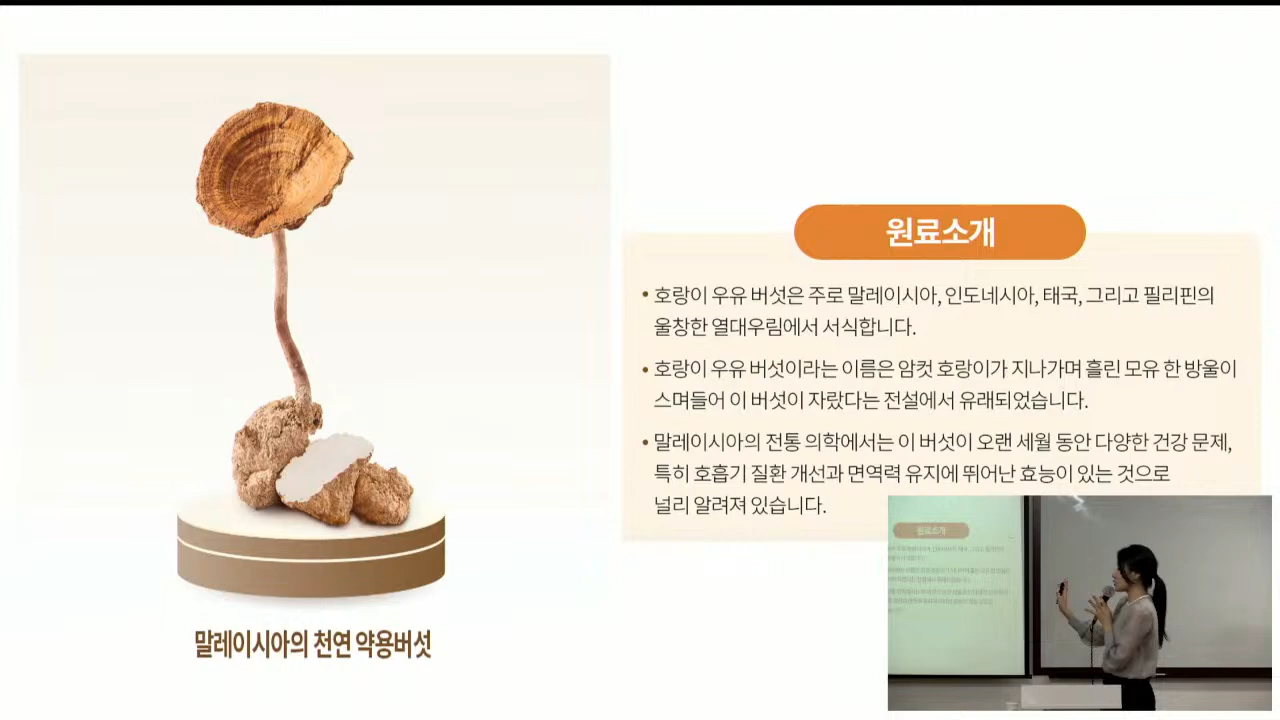 원료소개
• 호랑이 우유 버섯은 주로 말레이시아, 인도네시아, 태국, 그리고 필리핀의
울창한 열대우림에서 서식합니다.
• 호랑이 우유 버섯이라는 이름은 암컷 호랑이가 지나가며 흘린 모유 한 방울이
스며들어 이 버섯이 자랐다는 전설에서 유래되었습니다.
• 말레이시아의 전통 의학에서는 이 버섯이 오랜 세월 동안 다양한 건강 문제,
특히 호흡기 질환 개선과 면역력 유지에 뛰어난 효능이 있는 것으로
널리 알려져 있습니다.
말레이시아의 천연 약용버섯
원료소개